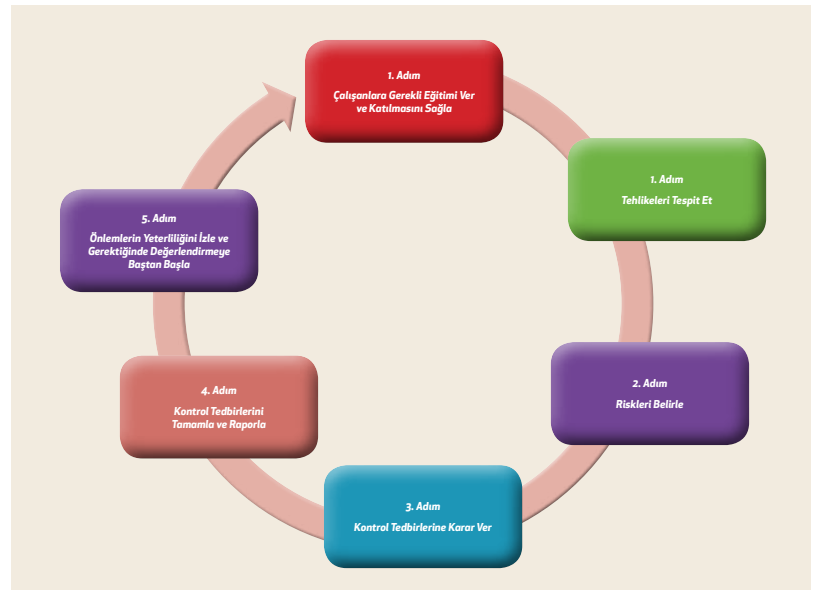 1. Adım
Çalışanlara Gerekli Eğitimi Ver
ve Katılmasını Sağla
1. Adım
Tehlikeleri Tespit Et
2. Adım
Riskleri Belirle
3. Adım
Kontrol Tedbirlerine Karar Ver
4. Adım
Kontrol Tedbirlerini
Tamamla ve Raporla
5. Adım
Önlemlerin Yeterliliğini İzle ve
Gerektiğinde Değerlendirmeye
Baştan Başla